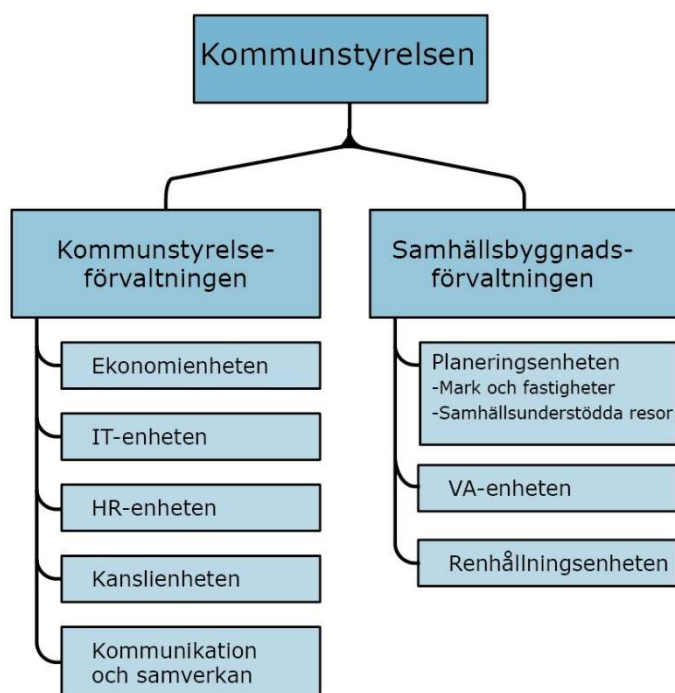 Kommunstyrelsen
Kommunstyrelse-
förvaltningen
Ekonomienheten
IT-enheten
HR-enheten
Kanslienheten
Kommunikation
och samverkan
Samhällsbyggnads-
förvaltningen
Planeringsenheten
-Mark och fastigheter
-Samhällsunderstödda resor
VA-enheten
Renhållningsenheten